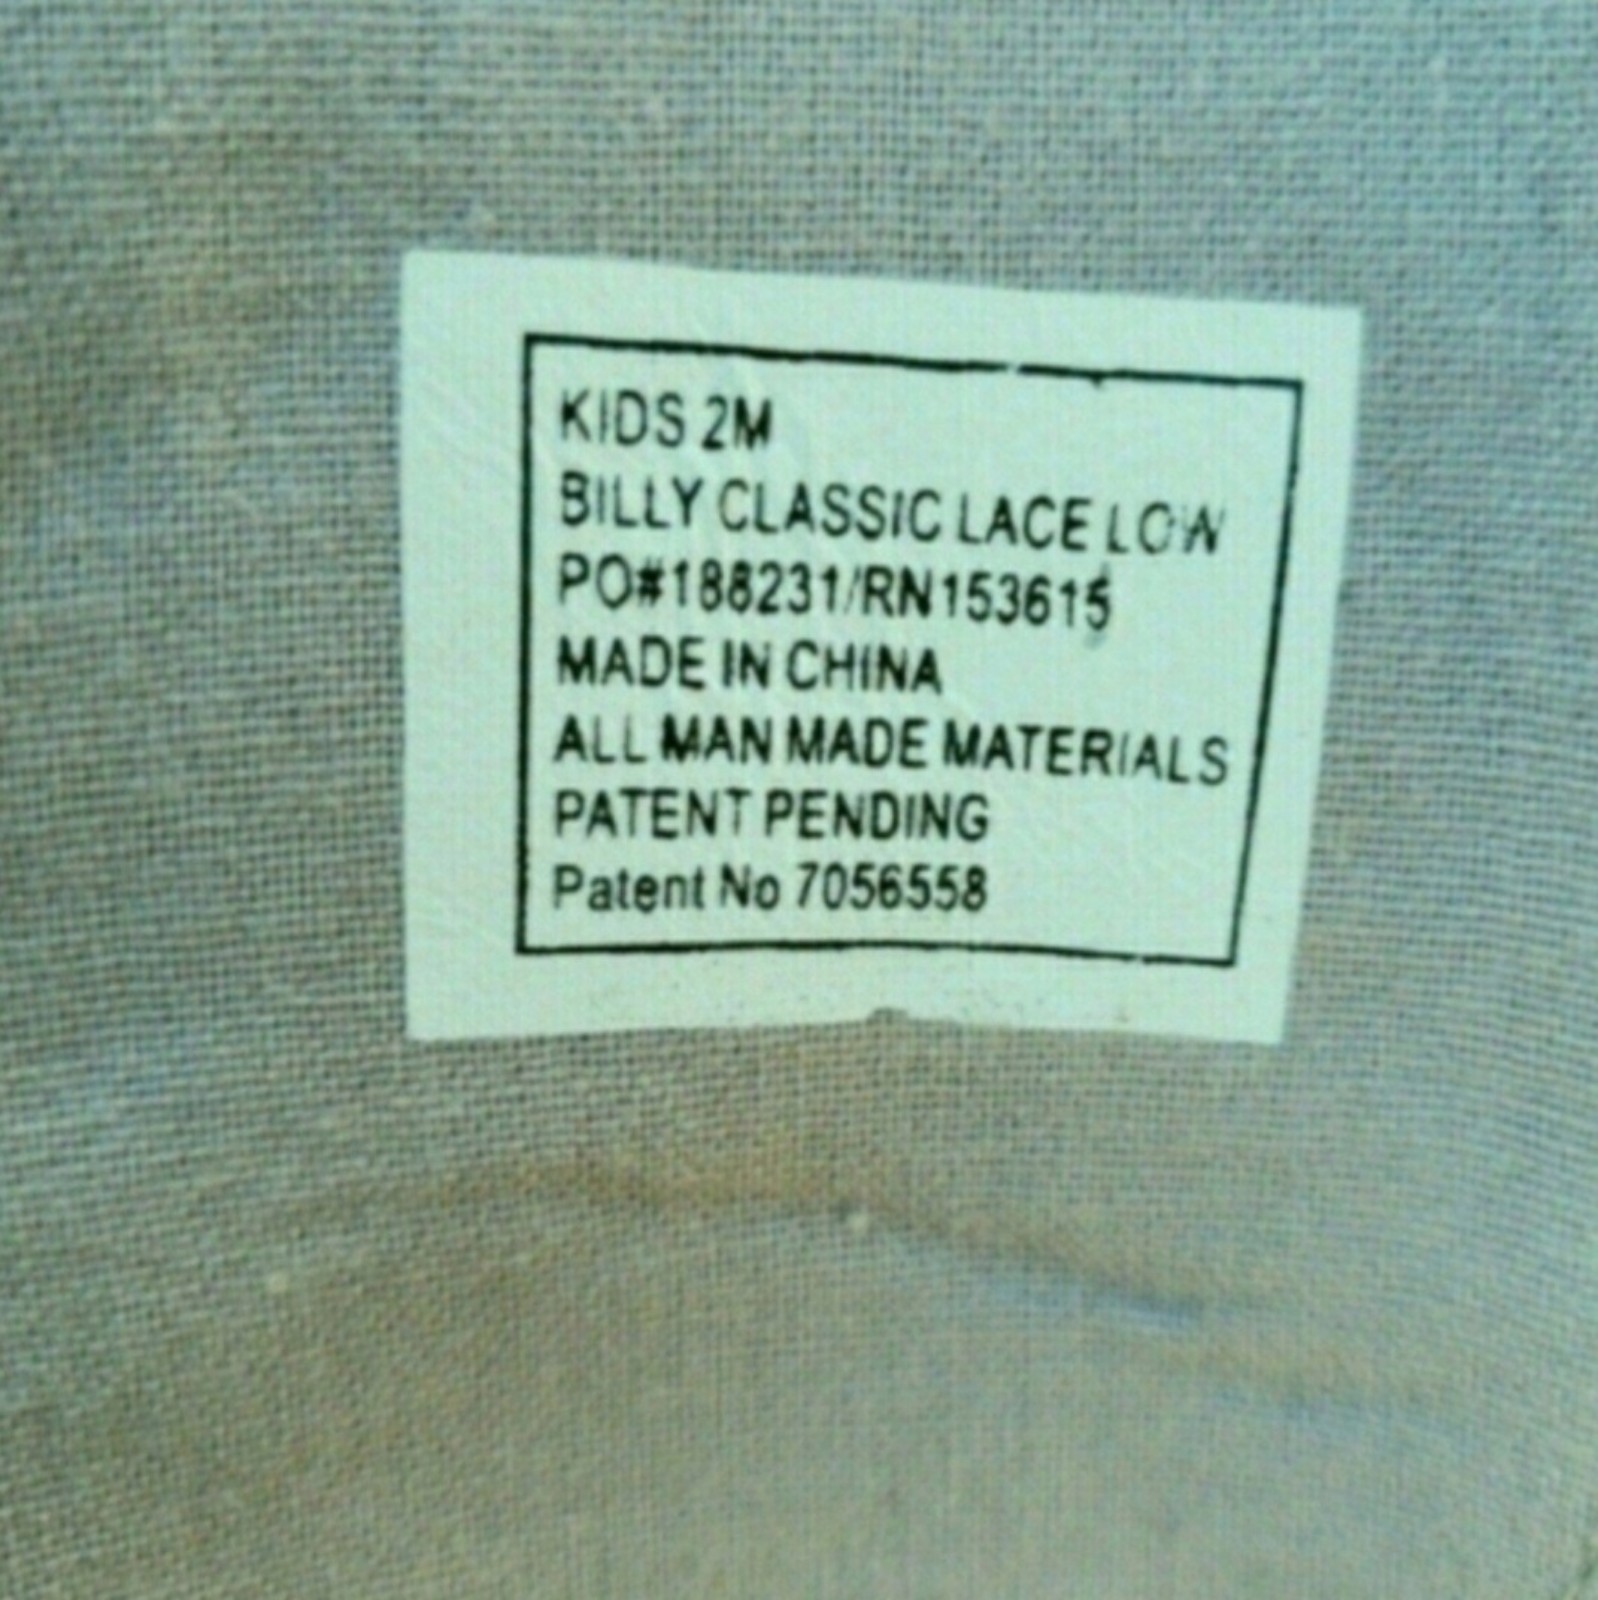 KIDS 2M
BILLY CLASSIC LACE LOW
PO#188231/RN153615
MADE IN CHINA
ALL MAN MADE MATERIALS
PATENT PENDING
Patent No 7056558